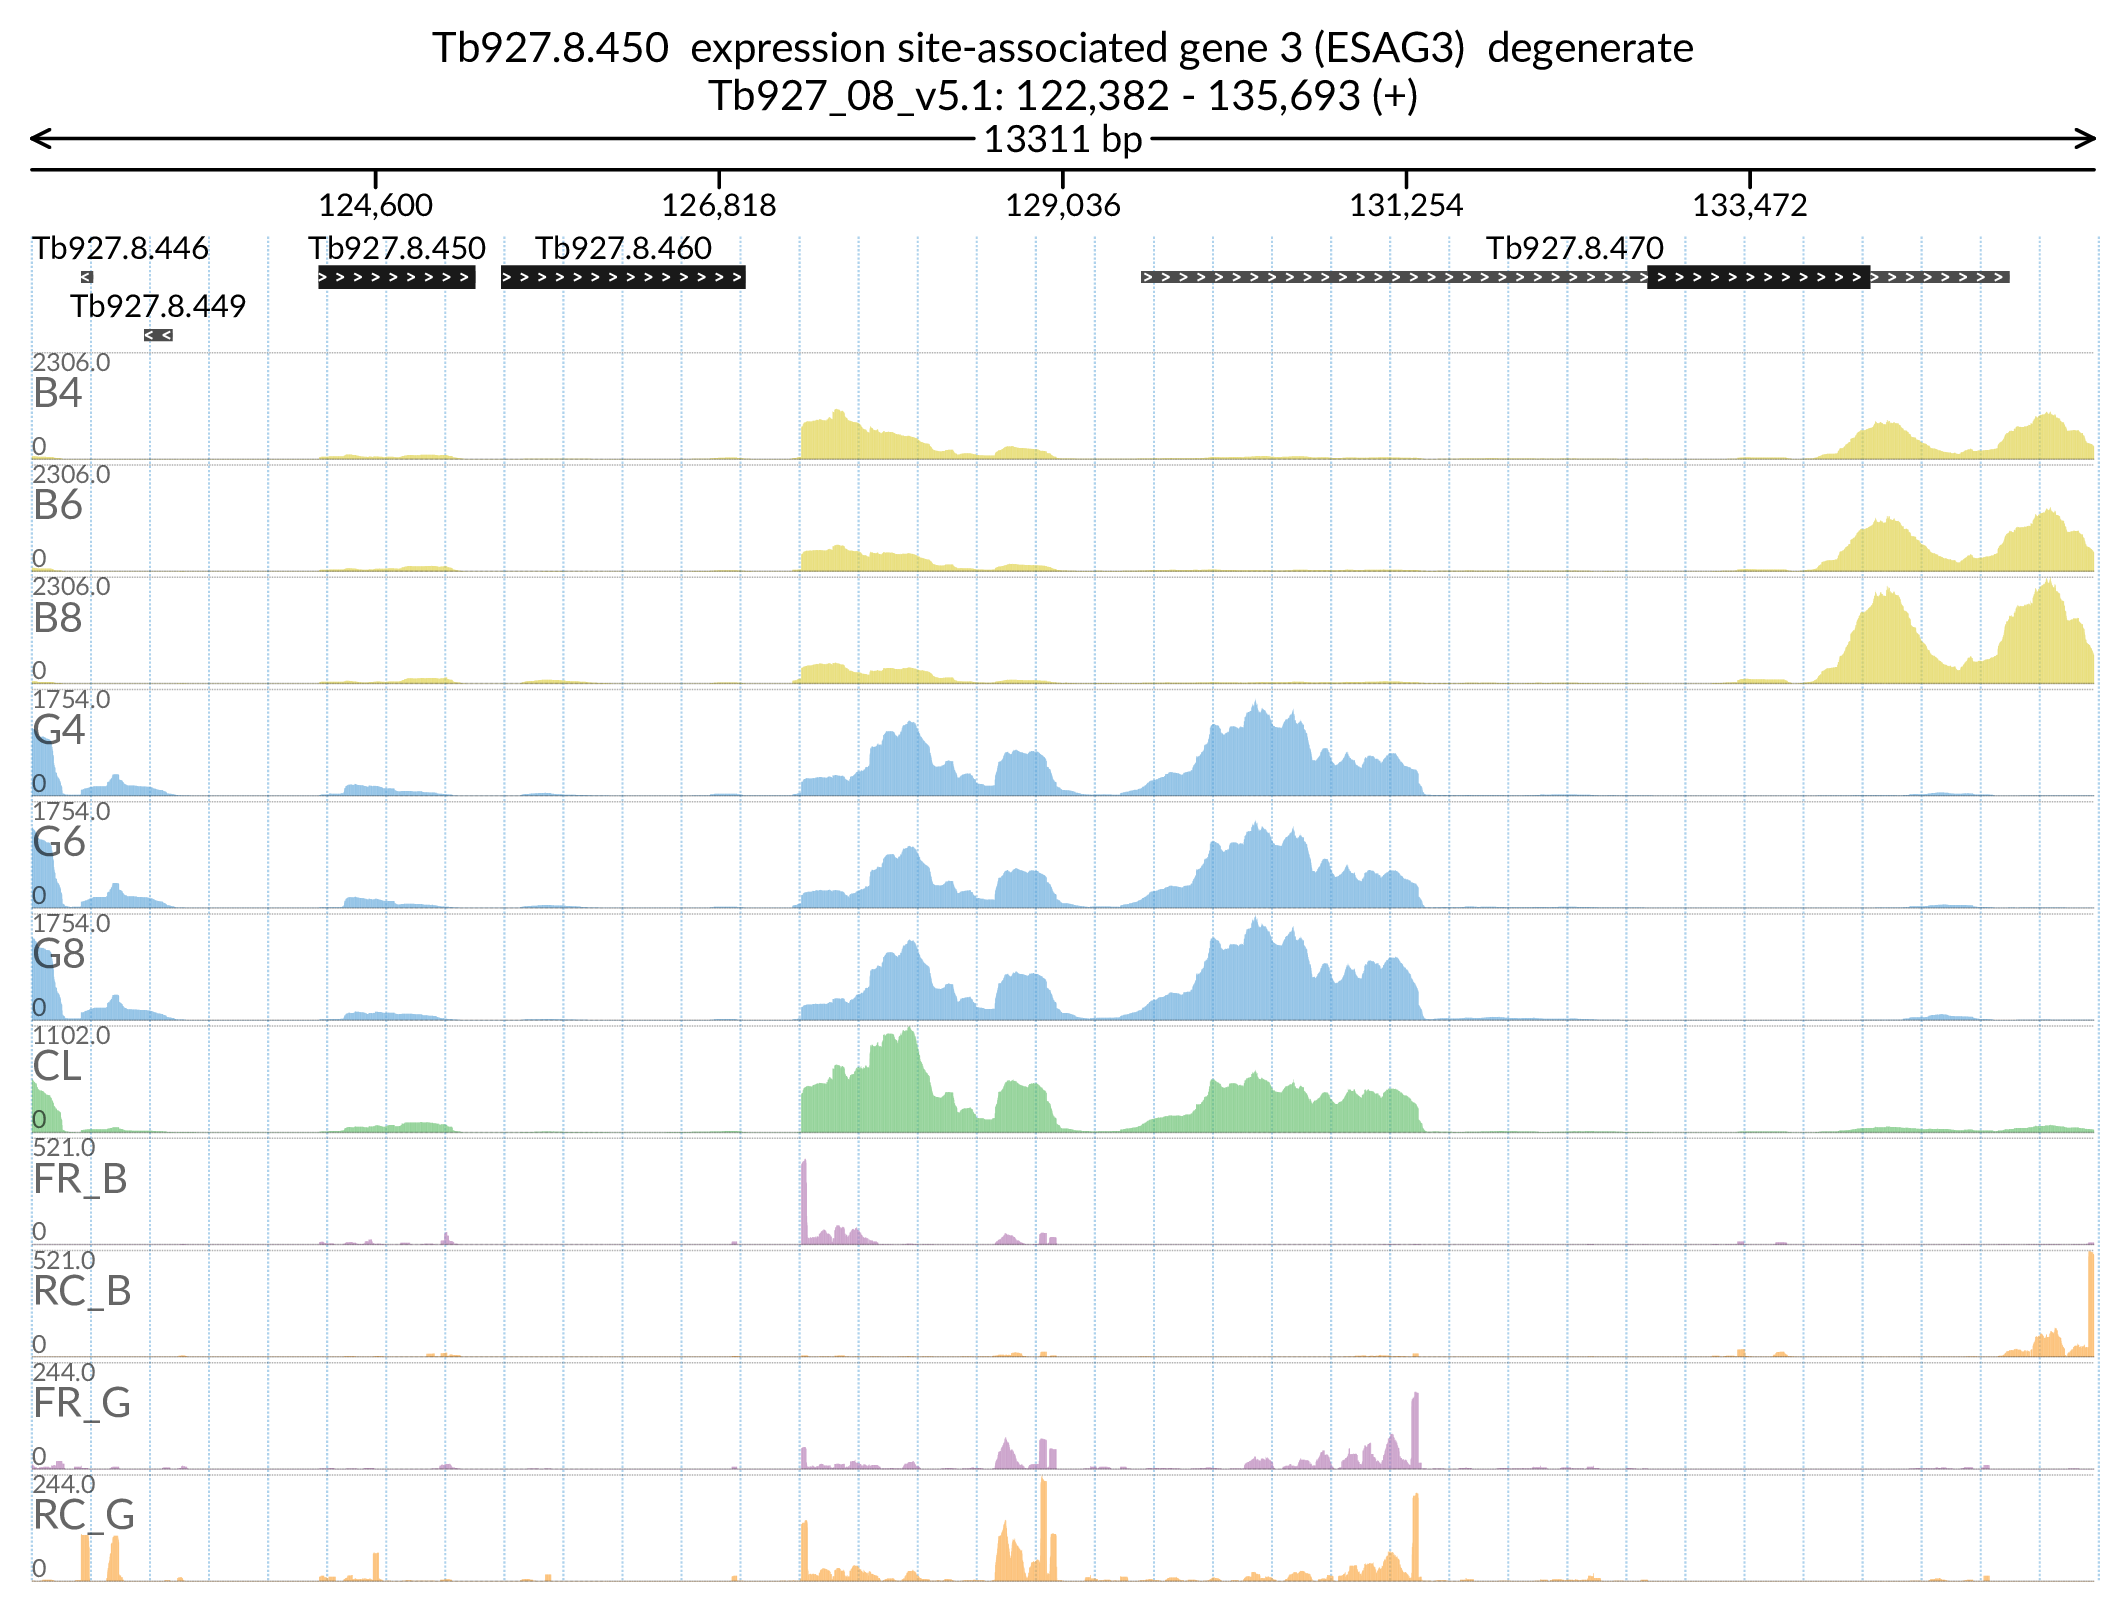 Tb927.8.450  expression site-associated gene 3 (ESAG3)  degenerate
Tb927_08_v5.1: 122,382 - 135,693 (+)
13311 bp
124,600 126,818 129,036 131,254 133,472
Tb927.8.446 Tb927.8.450 Tb927.8.460 Tb927.8.470
Tb927.8.449
2306.0
B4
0
2306.0
B6
0
2306.0
B8
0
1754.0
G4
0
1754.0
G6
0
1754.0
G8
0
1102.0
CL
0
521.0
FR_B
0
521.0
RC_B
0
244.0
FR_G
0
244.0
RC_G
0